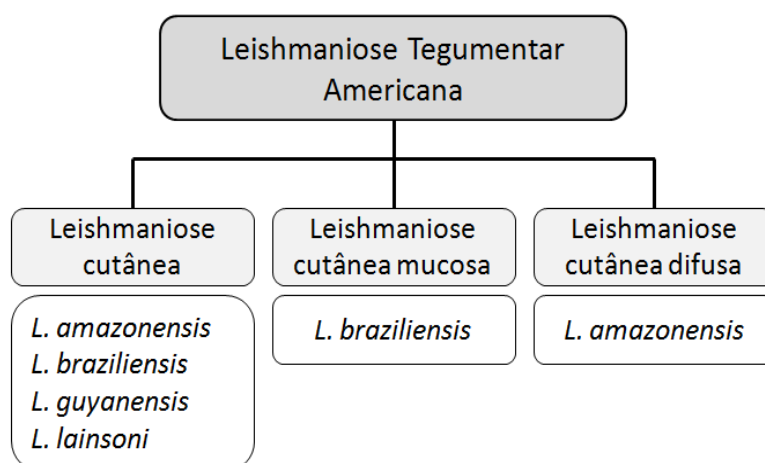 Leishmaniose Tegumentar
Americana
Leishmaniose
cutânea
Leishmaniose
cutânea mucosa
Leishmaniose
cutânea difusa
L. amazonensis
L. braziliensis
L. guyanensis
L. lainsoni
L. braziliensis
L. amazonensis